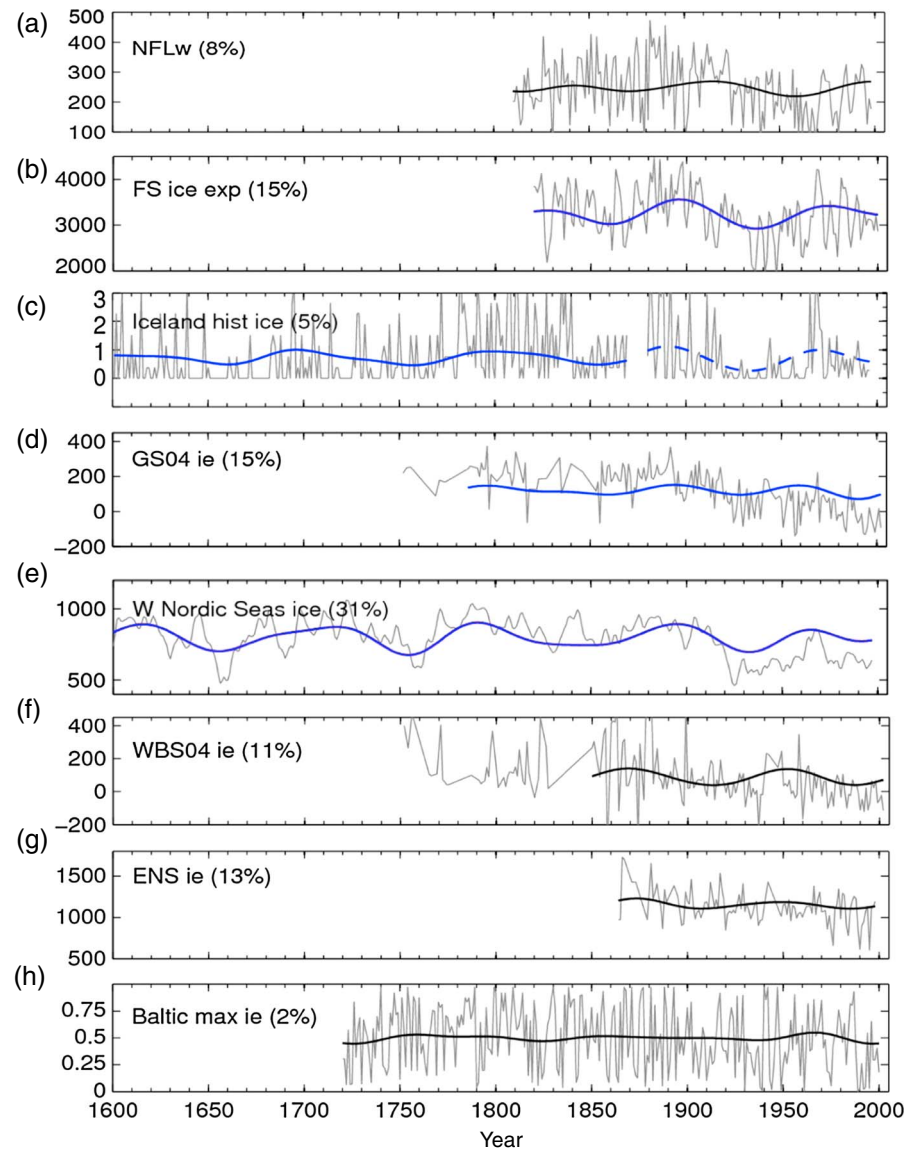 (a)
500
300
200
100
NFLw (8%)
(b)
4000
3000
2000
FS ice exp (15%)
(c)
3
2
1
0
Iceland hist ice (5%)
(d)
400
200
0
−200
GS04 ie (15%)
(e)
1000
500
W Nordic Seas ice (31%)
(f)
400
200
0
−200
WBS04 ie (11%)
(g)
1500
1000
500
ENS ie (13%)
(h)
0.75
0.5
0.25
0
Baltic max ie (2%)
1600 1650 1700 1750 1800 1850 1900 1950 2000
Year